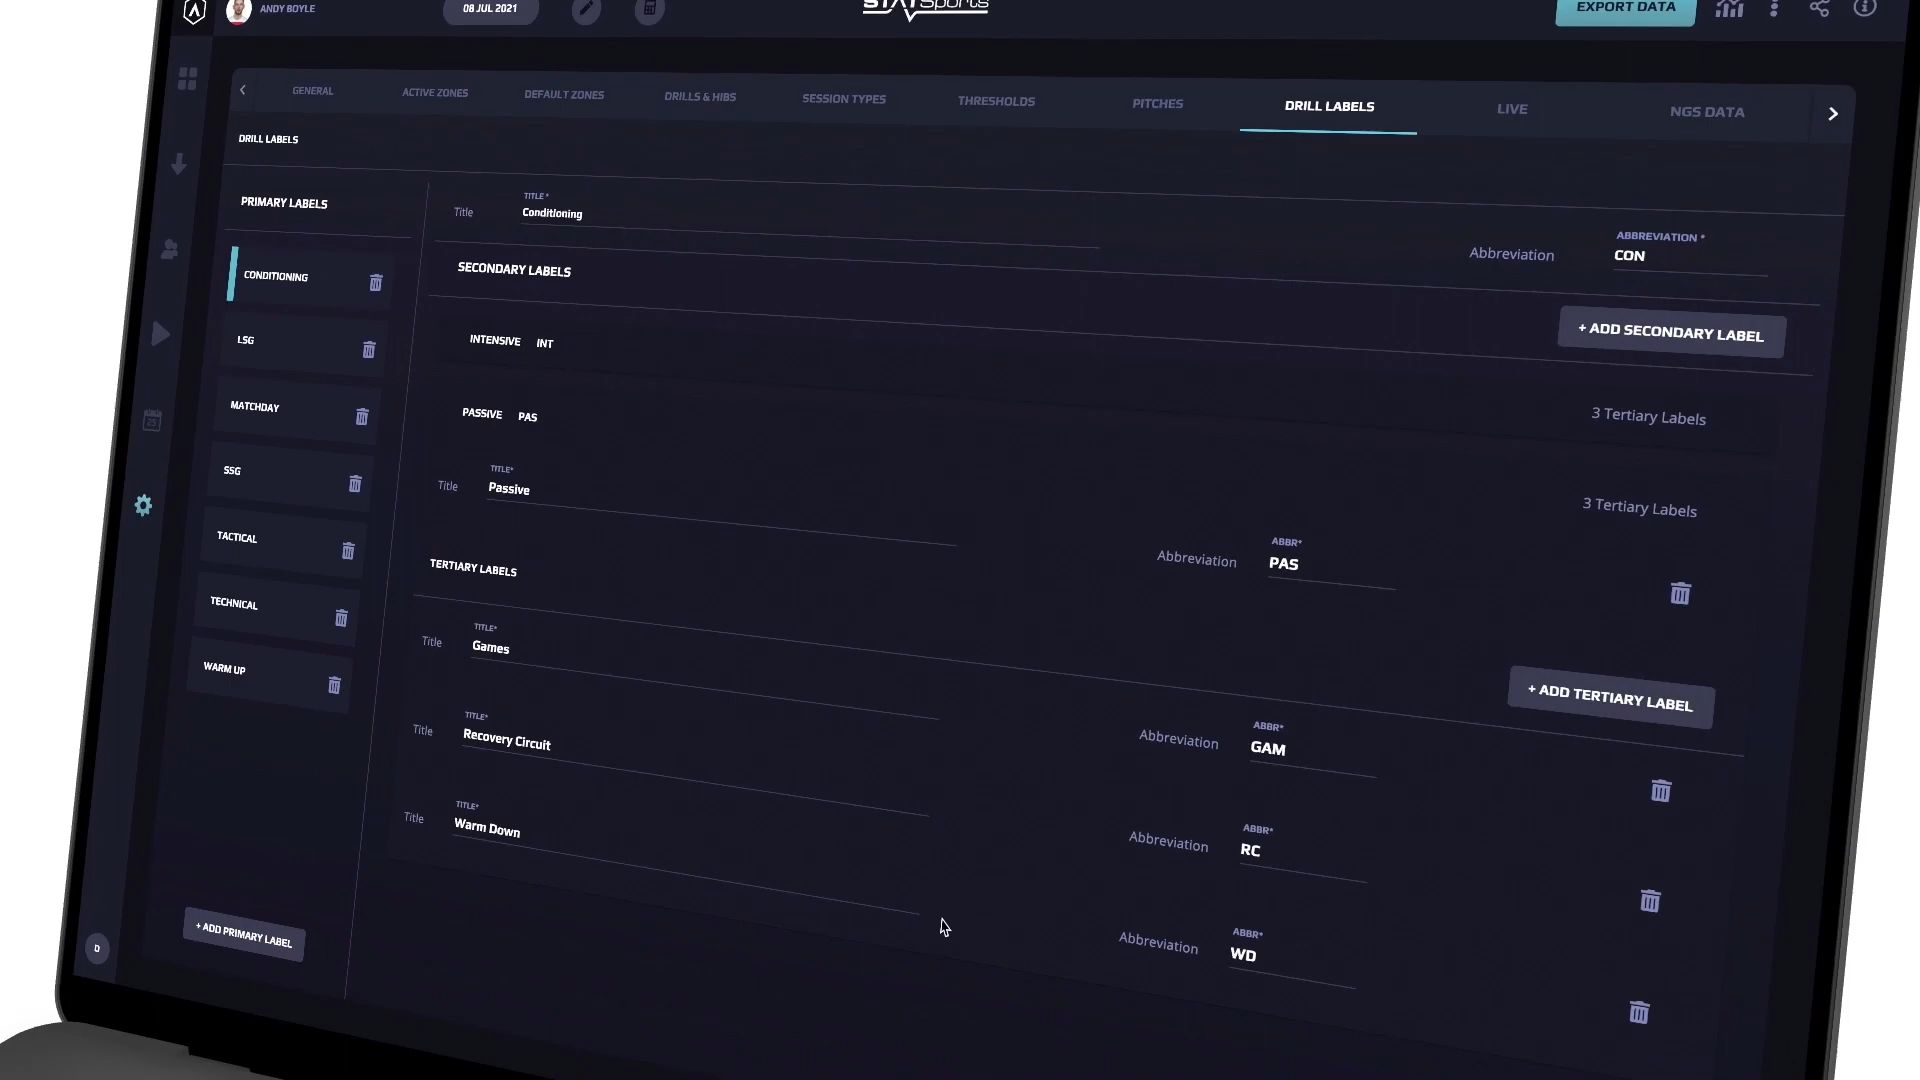 ANDY BOYLE
08 JUL 2021
STATSports
EXPORT DATA
GENERAL
ACTIVE ZONES
DEFAULT ZONES
DRILLS & HIBS
SESSION TYPES
THRESHOLDS
PITCHES
DRILL LABELS
LIVE
NGS DATA
DRILL LABELS
PRIMARY LABELS
CONDITIONING
LSG
MATCHDAY
SSG
TACTICAL
TECHNICAL
WARM UP
+ ADD PRIMARY LABEL
25
D
TITLE *
Title Conditioning
ABBREVIATION *
Abbreviation CON
SECONDARY LABELS
+ ADD SECONDARY LABEL
INTENSIVE INT
3 Tertiary Labels
PASSIVE PAS
3 Tertiary Labels
TITLE*
Title Passive
ABBR*
Abbreviation PAS
TERTIARY LABELS
+ ADD TERTIARY LABEL
TITLE*
Title Games
ABBR*
Abbreviation GAM
TITLE*
Title Recovery Circuit
ABBR*
Abbreviation RC
TITLE*
Title Warm Down
ABBR*
Abbreviation WD